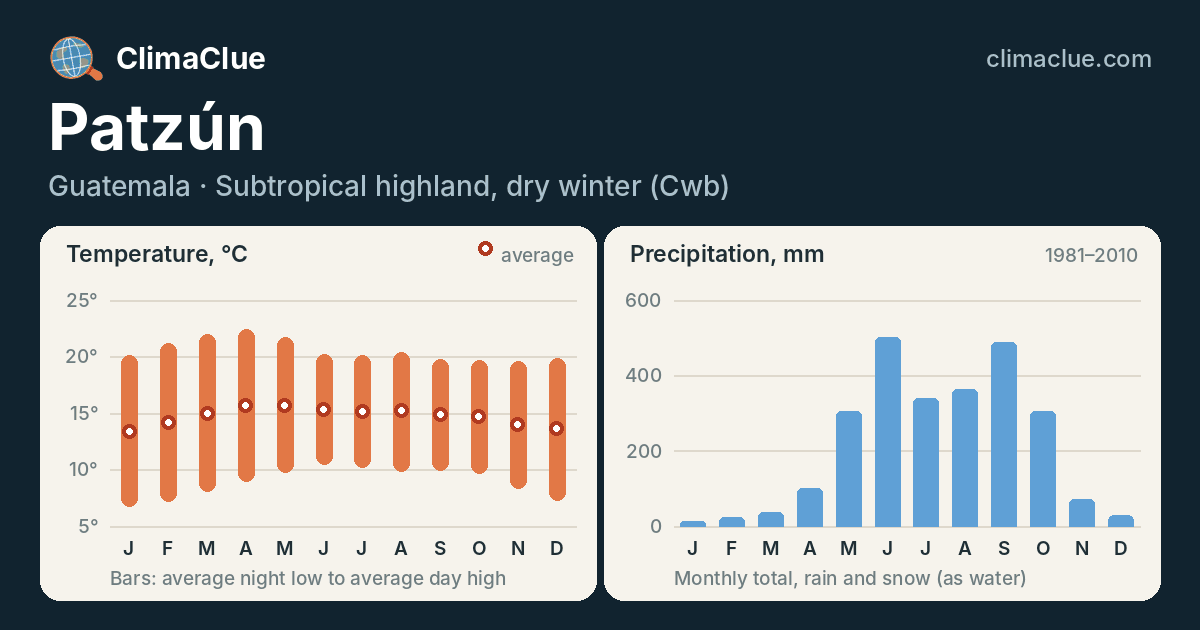 ClimaClue
climaclue.com
Patzún
Guatemala · Subtropical highland, dry winter (Cwb)
Temperature, °C
average
25°
20°
15°
10°
5°
J F M A M J J A S O N D
Bars: average night low to average day high
Precipitation, mm
1981–2010
600
400
200
0
J F M A M J J A S O N D
Monthly total, rain and snow (as water)